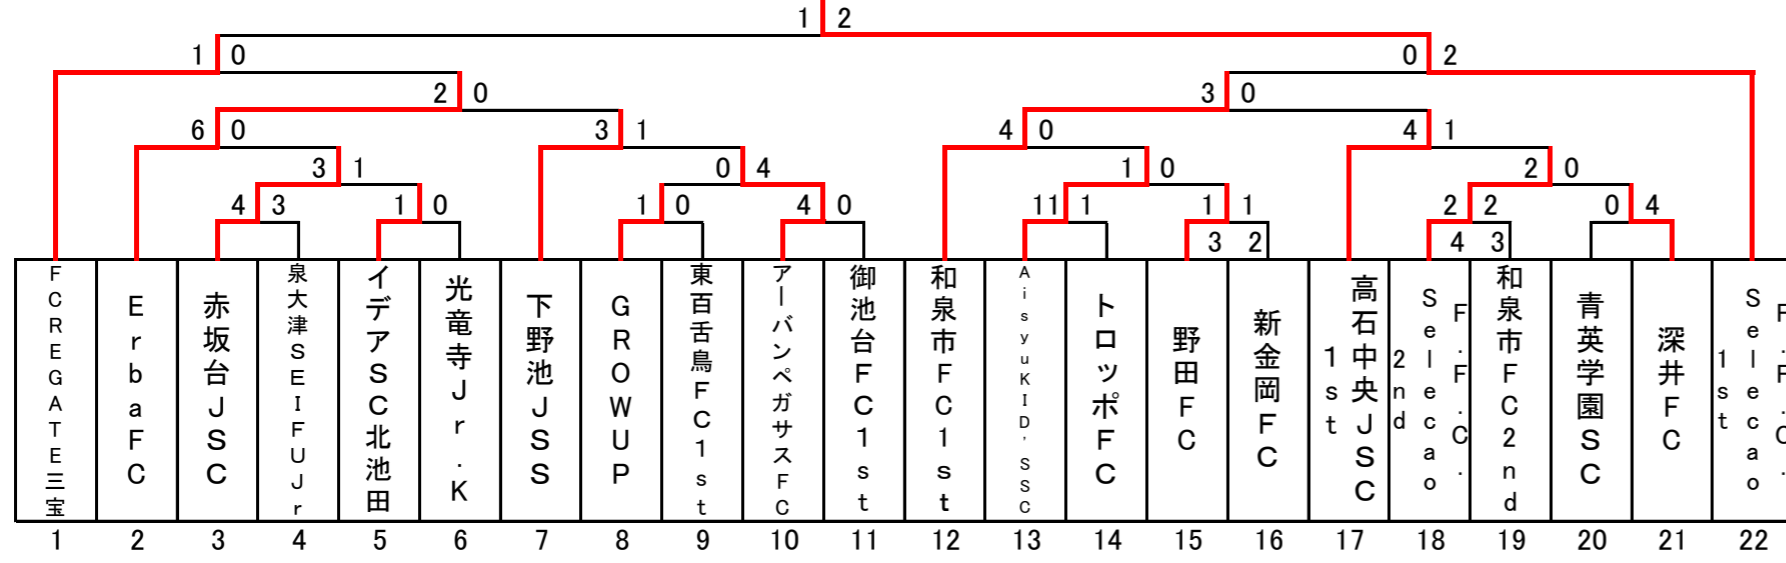 1 2
1 0 0 2
2 0 3 0
6 0 3 1 4 0 4 1
3 1 0 4 1 0 2 0
4 3 1 0 1 0 4 0 11 1 1 1 2 2 0 4
3 2 4 3
FCREGATE三宝
ErbaFC
赤坂台JSC
泉大津SEIFUJr
イデアSC北池田
光竜寺Jr.K
下野池JSS
GROWUP
東百舌鳥FC1st
アーバンペガサスFC
御池台FC1st
和泉市FC1st
AisyuKID'SSC
トロッポFC
野田FC
新金岡FC
高石中央JSC
1st
F.F.C.
Selecao
2nd
和泉市FC2nd
青英学園SC
深井FC
F.F.C.
Selecao
1st
1 2 3 4 5 6 7 8 9 10 11 12 13 14 15 16 17 18 19 20 21 22